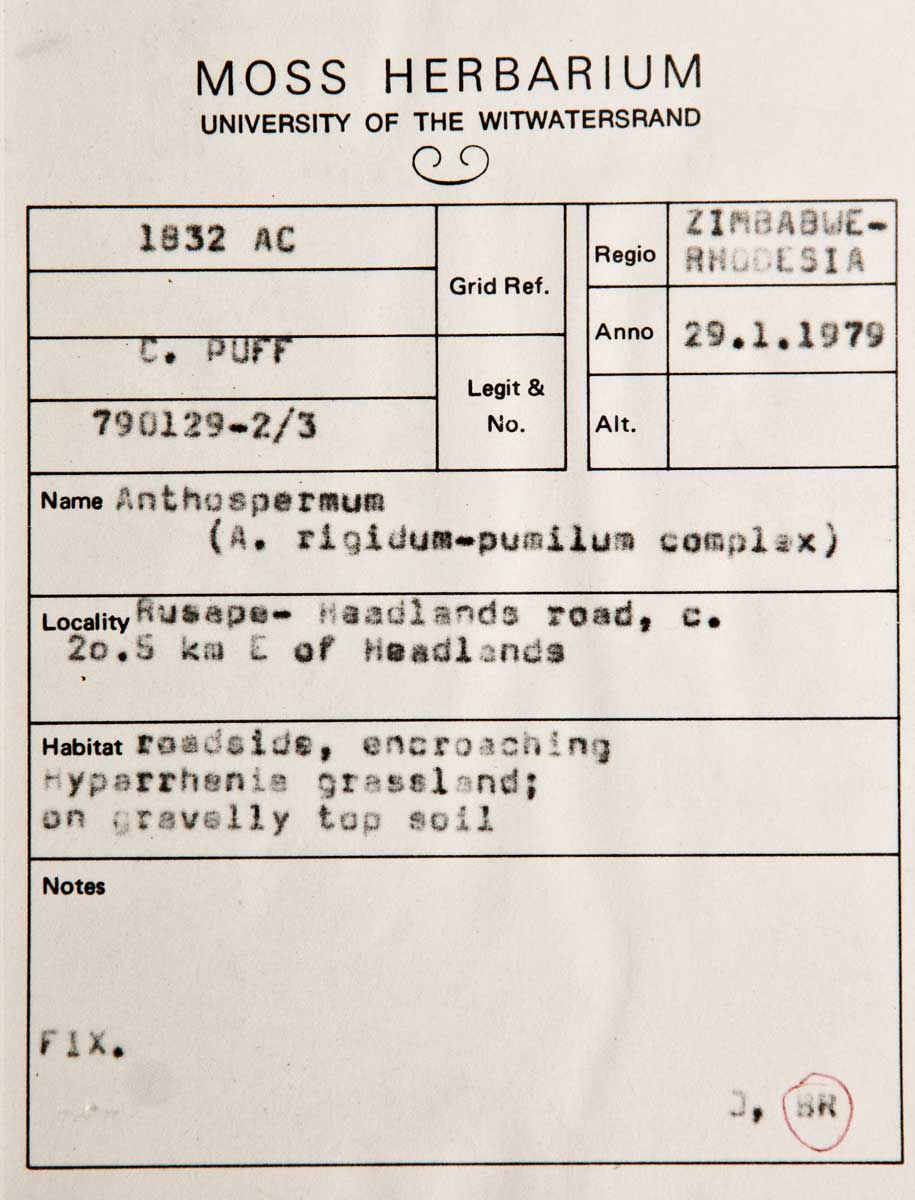 MOSS HERBARIUM
UNIVERSITY OF THE WITWATERSRAND
1832 AC
Grid Ref.
Regio ZIMBABWE-
RHODESIA
C. PUFF
790129-2/3
Legit &
No.
Anno 29.1.1979
Alt.
Name Anthospermum
(A. rigidum-pumilum complex)
Locality Rusape- Headlands road, c.
20.5 km E of Headlands
Habitat roadside, encroaching
Hyparrhenia grassland;
on gravelly top soil
Notes
FIX.
J, BR